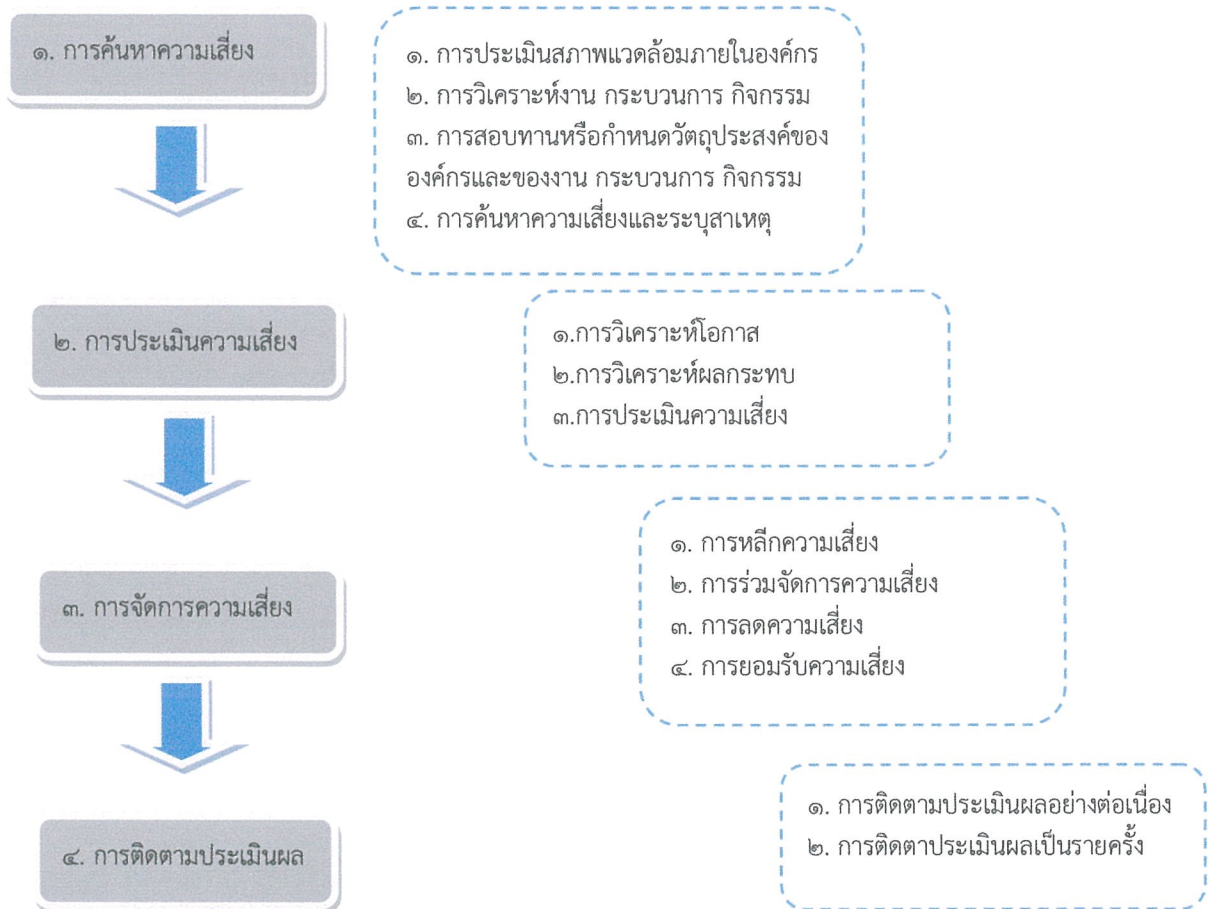 ๑. การค้นหาความเสี่ยง
๑. การประเมินสภาพแวดล้อมภายในองค์กร
๒. การวิเคราะห์งาน กระบวนการ กิจกรรม
๓. การสอบทานหรือกำหนดวัตถุประสงค์ของ
องค์กรและของงาน กระบวนการ กิจกรรม
๔. การค้นหาความเสี่ยงและระบุสาเหตุ
๒. การประเมินความเสี่ยง
๑.การวิเคราะห์โอกาส
๒.การวิเคราะห์ผลกระทบ
๓.การประเมินความเสี่ยง
๓. การจัดการความเสี่ยง
๑. การหลีกความเสี่ยง
๒. การร่วมจัดการความเสี่ยง
๓. การลดความเสี่ยง
๔. การยอมรับความเสี่ยง
๔. การติดตามประเมินผล
๑. การติดตามประเมินผลอย่างต่อเนื่อง
๒. การติดตาประเมินผลเป็นรายครั้ง